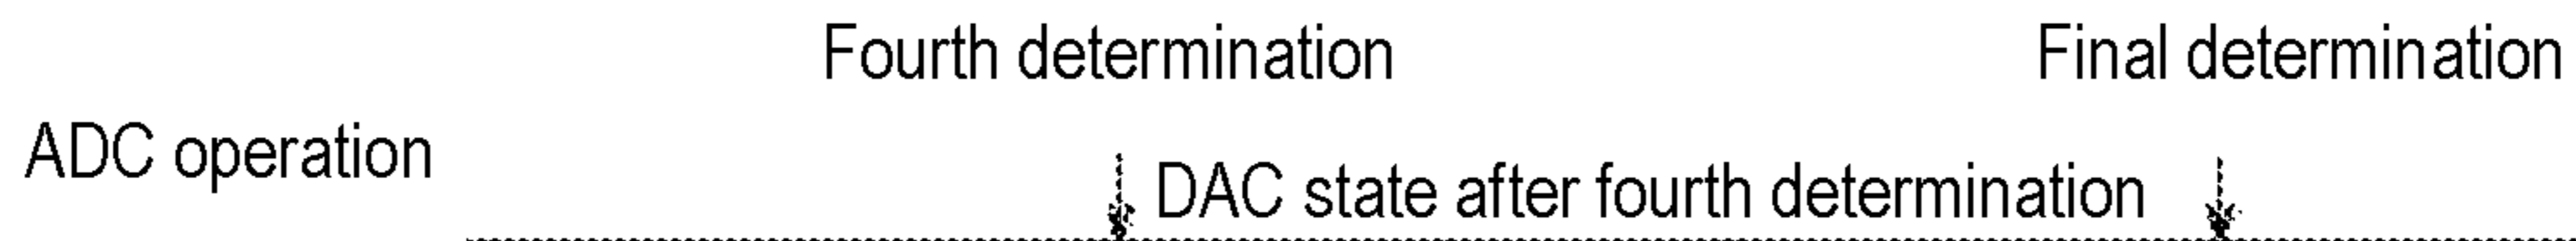 Fourth determination
Final determination
ADC operation
DAC state after fourth determination